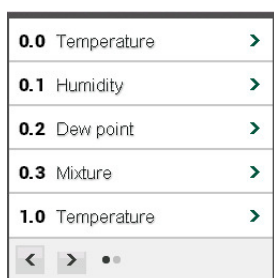 0.0 Temperature
0.1 Humidity
0.2 Dew point
0.3 Mixture
1.0 Temperature